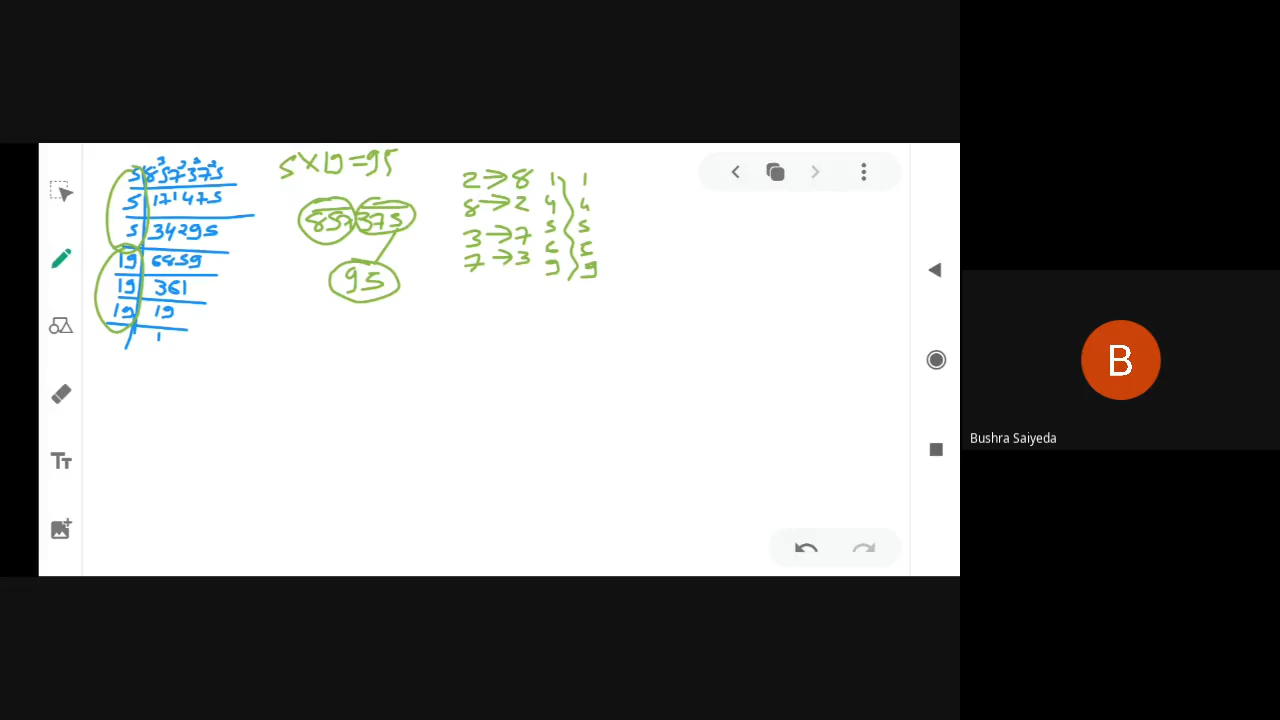 5 857375
5 171475
5 34295
19 6859
19 361
19 19
1
5 X 19 = 95
857 375
95
2 → 8
8 → 2
3 → 7
7 → 3
1 1
4 4
5 5
6 6
9 9
B
Bushra Saiyeda
Tт